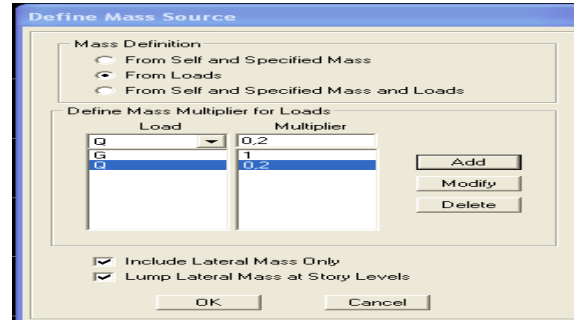 Define Mass Source
Mass Definition
From Self and Specified Mass
From Loads
From Self and Specified Mass and Loads
Define Mass Multiplier for Loads
Load Multiplier
Q 0,2
G 1
Q 0,2
Add
Modify
Delete
Include Lateral Mass Only
Lump Lateral Mass at Story Levels
OK Cancel